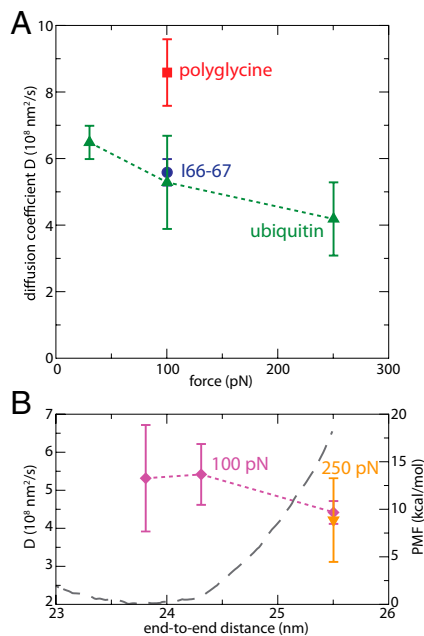 A
10
8
6
4
2
0
diffusion coefficient D (10⁸ nm²/s)
polyglycine
I66-67
ubiquitin
0 100 200 300
force (pN)
B
7
6
5
4
3
2
D (10⁸ nm²/s)
100 pN
250 pN
20
15
10
5
0
PMF (kcal/mol)
23 24 25 26
end-to-end distance (nm)